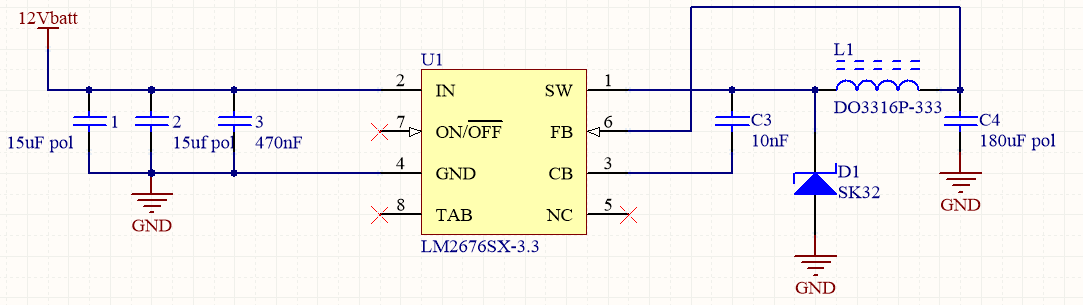 12Vbatt
U1
L1
2 IN SW 1
DO3316P-333
15uF pol 1
15uf pol 2
470nF 3
7 ON/OFF FB 6
C3
10nF
C4
180uF pol
4 GND CB 3
D1
SK32
8 TAB NC 5
GND
GND
LM2676SX-3.3
GND